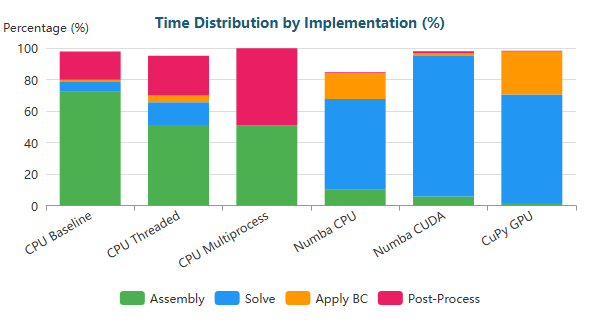 Time Distribution by Implementation (%)
Percentage (%)
100
80
60
40
20
0
CPU Baseline
CPU Threaded
CPU Multiprocess
Numba CPU
Numba CUDA
CuPy GPU
Assembly Solve Apply BC Post-Process